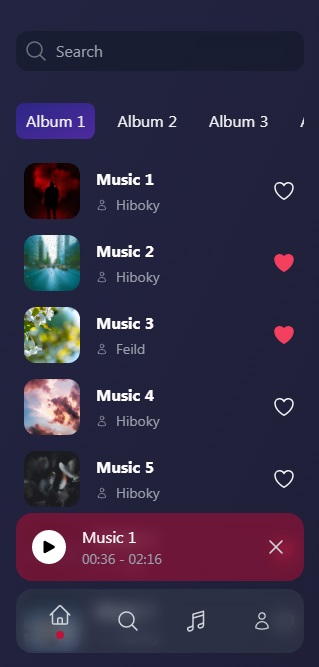 Search
Album 1 Album 2 Album 3
Music 1
Hiboky
Music 2
Hiboky
Music 3
Feild
Music 4
Hiboky
Music 5
Hiboky
Music 1
00:36 - 02:16